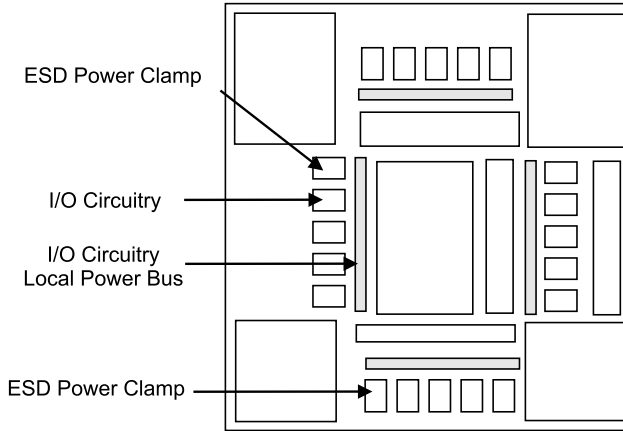 ESD Power Clamp
I/O Circuitry
I/O Circuitry
Local Power Bus
ESD Power Clamp